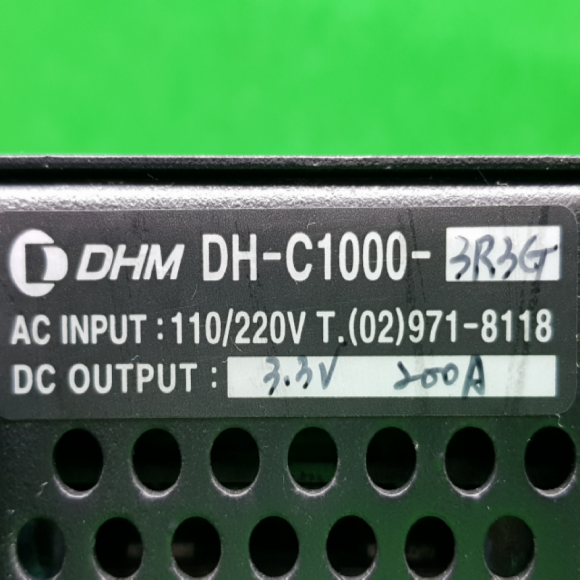 DHM DH-C1000-3R3G
AC INPUT : 110/220V T.(02)971-8118
DC OUTPUT : 3.3V 200A